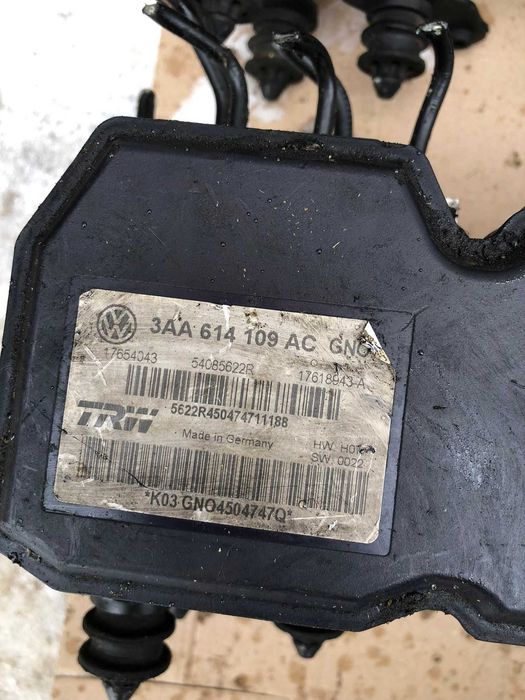 3AA 614 109 AC GNO
17654043 54085622R 17618943-A
TRW 5622R450474711188
Made in Germany
HW H07
SW 0022
*K03 GNO4504747Q*